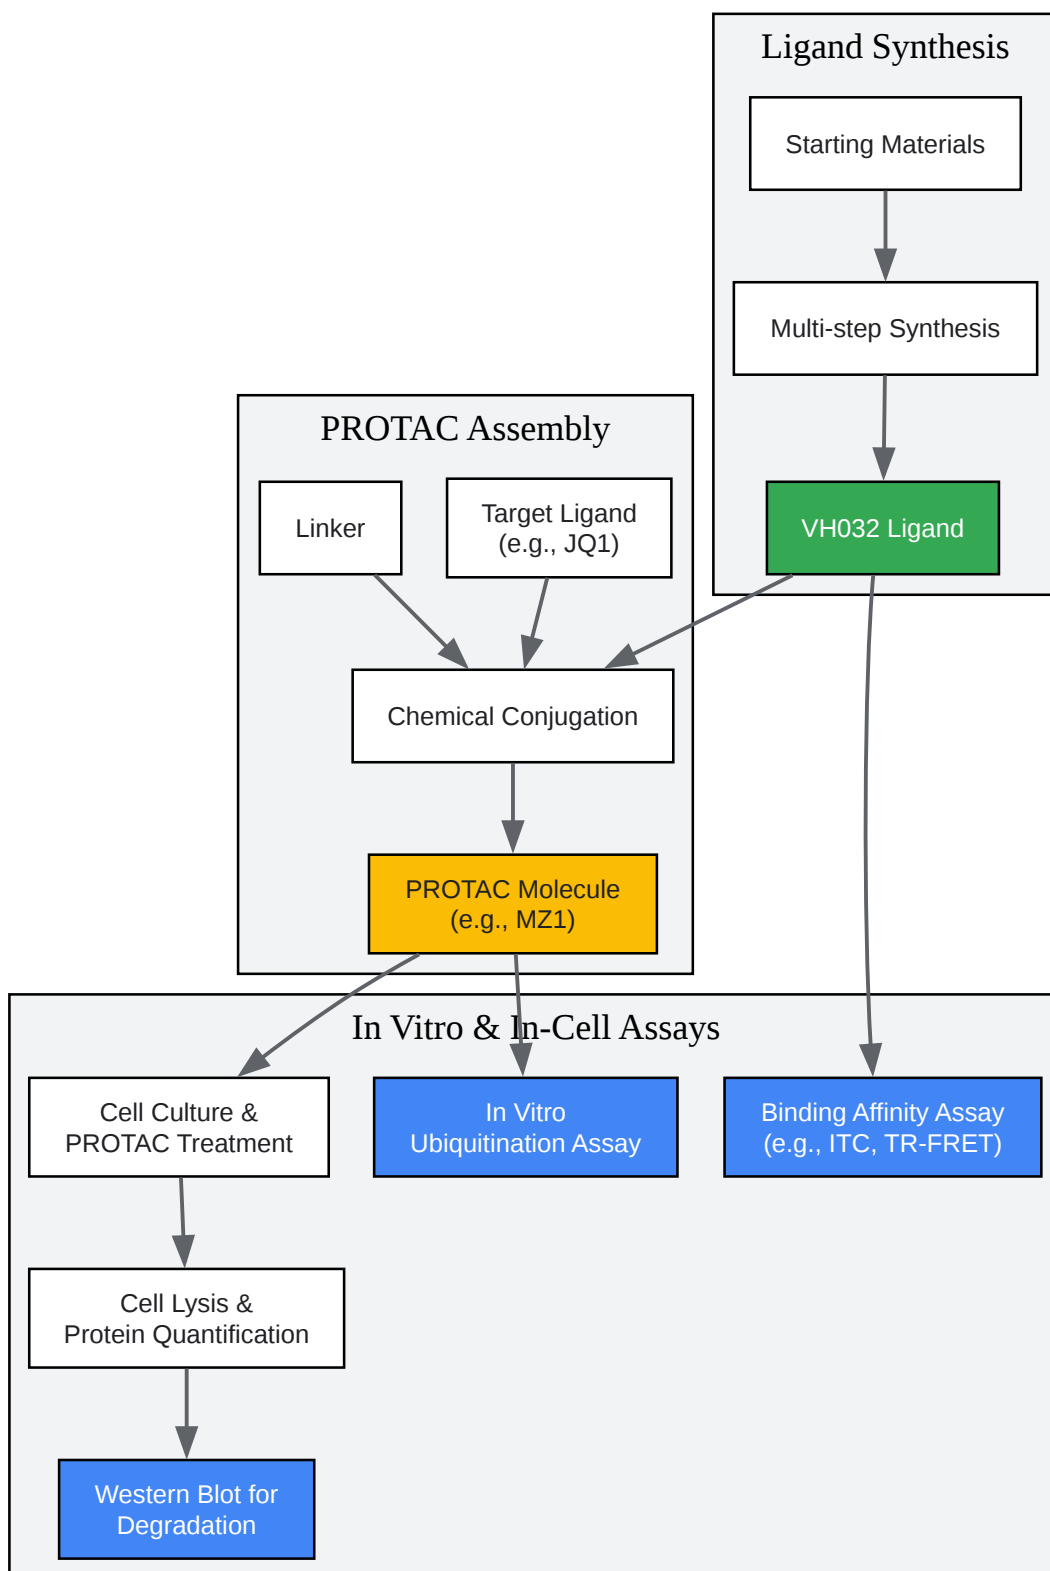 Ligand Synthesis
Starting Materials
Multi-step Synthesis
VH032 Ligand
PROTAC Assembly
Linker
Target Ligand
(e.g., JQ1)
Chemical Conjugation
PROTAC Molecule
(e.g., MZ1)
In Vitro & In-Cell Assays
Cell Culture &
PROTAC Treatment
In Vitro
Ubiquitination Assay
Binding Affinity Assay
(e.g., ITC, TR-FRET)
Cell Lysis &
Protein Quantification
Western Blot for
Degradation